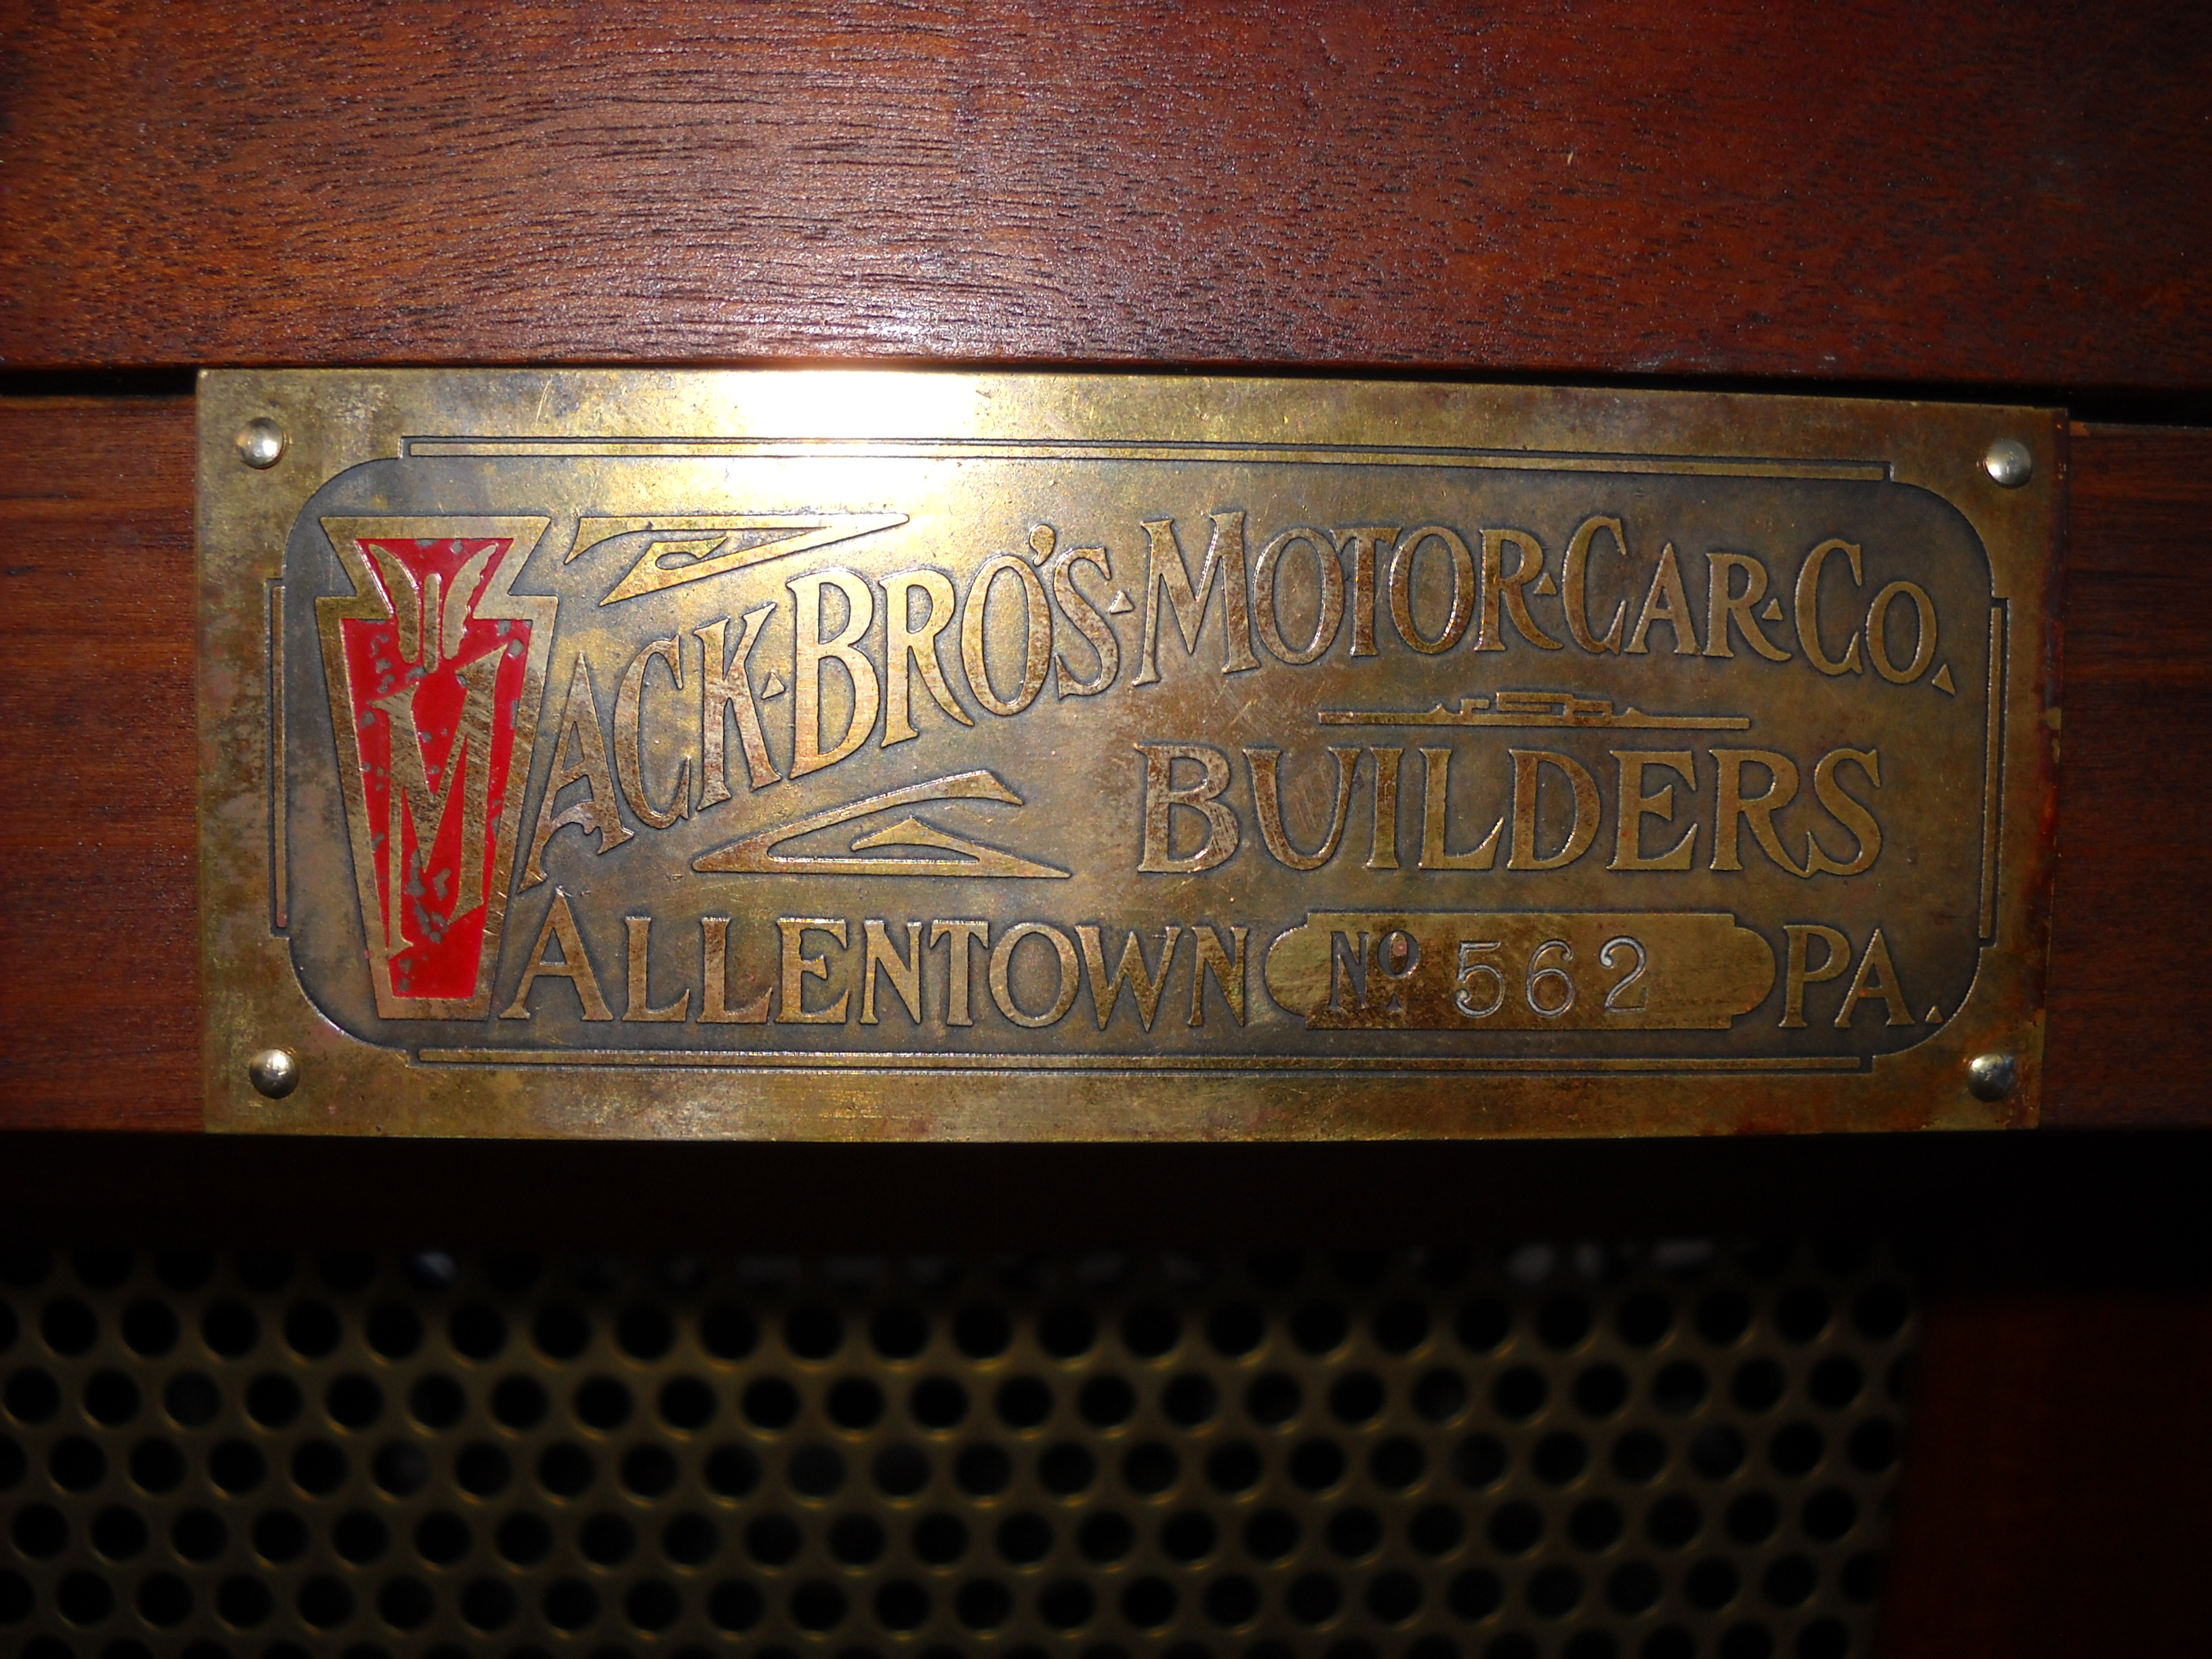 MACK·BRO'S·MOTOR·CAR·CO.
BUILDERS
ALLENTOWN No. 562 PA.